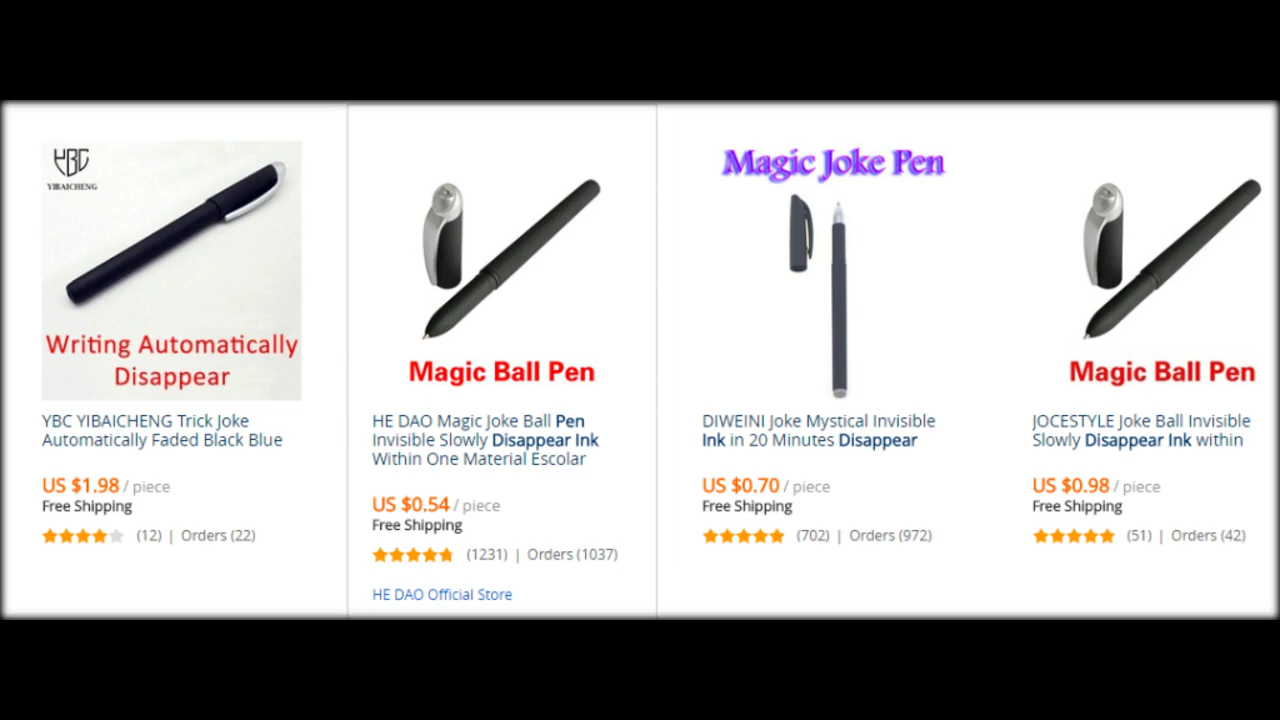 YBC
YIBAICHENG
Writing Automatically
Disappear
YBC YIBAICHENG Trick Joke
Automatically Faded Black Blue
US $1.98 / piece
Free Shipping
(12) | Orders (22)
Magic Ball Pen
HE DAO Magic Joke Ball Pen
Invisible Slowly Disappear Ink
Within One Material Escolar
US $0.54 / piece
Free Shipping
(1231) | Orders (1037)
HE DAO Official Store
Magic Joke Pen
DIWEINI Joke Mystical Invisible
Ink in 20 Minutes Disappear
US $0.70 / piece
Free Shipping
(702) | Orders (972)
Magic Ball Pen
JOCESTYLE Joke Ball Invisible
Slowly Disappear Ink within
US $0.98 / piece
Free Shipping
(51) | Orders (42)